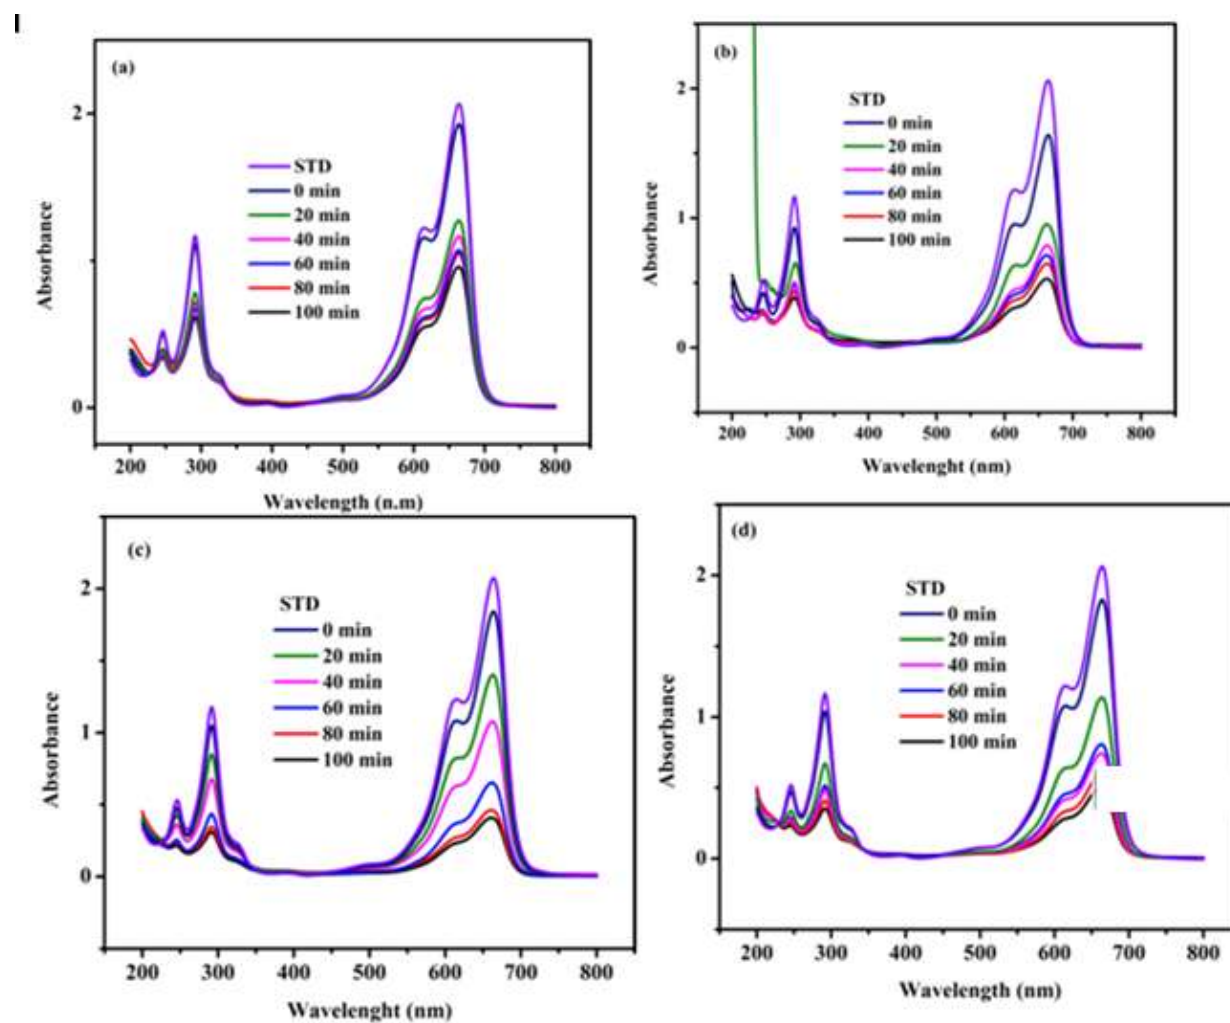 (a)
2
0
Absorbance
STD
0 min
20 min
40 min
60 min
80 min
100 min
200 300 400 500 600 700 800
Wavelength (n.m)
(b)
2
1
0
Absorbance
STD
0 min
20 min
40 min
60 min
80 min
100 min
200 300 400 500 600 700 800
Wavelenght (nm)
(c)
2
1
0
Absorbance
STD
0 min
20 min
40 min
60 min
80 min
100 min
200 300 400 500 600 700 800
Wavelenght (nm)
(d)
2
1
0
Absorbance
STD
0 min
20 min
40 min
60 min
80 min
100 min
200 300 400 500 600 700 800
Wavelength (nm)